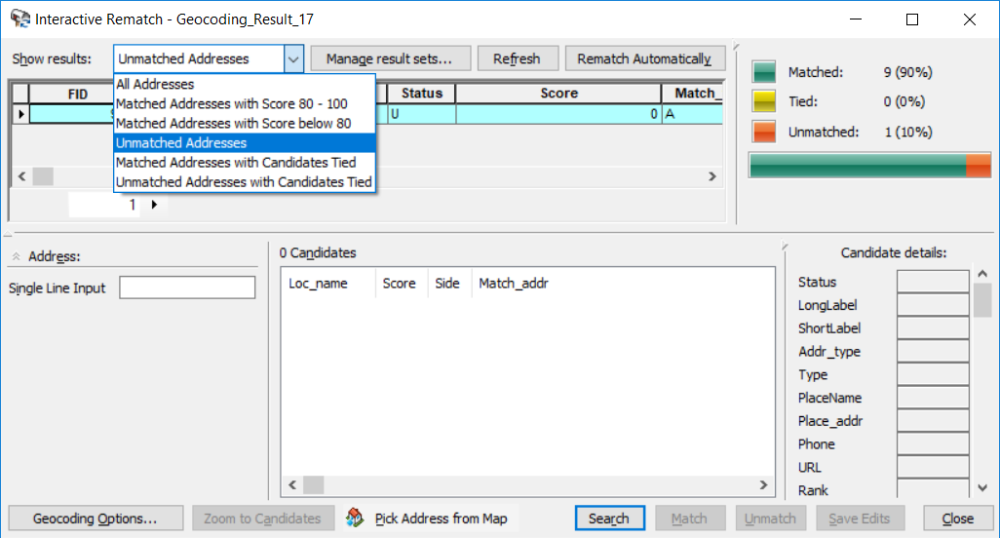 Interactive Rematch - Geocoding_Result_17
Show results: Unmatched Addresses Manage result sets... Refresh Rematch Automatically
All Addresses
Matched Addresses with Score 80 - 100
Matched Addresses with Score below 80
Unmatched Addresses
Matched Addresses with Candidates Tied
Unmatched Addresses with Candidates Tied
FID Status Score Match_
U 0 A
1
Matched: 9 (90%)
Tied: 0 (0%)
Unmatched: 1 (10%)
Address:
Single Line Input
0 Candidates
Loc_name Score Side Match_addr
Candidate details:
Status
LongLabel
ShortLabel
Addr_type
Type
PlaceName
Place_addr
Phone
URL
Rank
Geocoding Options... Zoom to Candidates Pick Address from Map Search Match Unmatch Save Edits Close